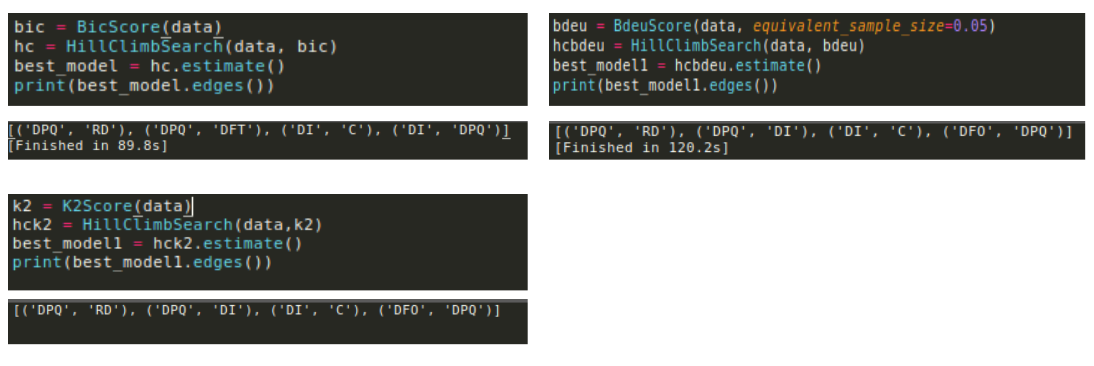 bic = BicScore(data)
hc = HillClimbSearch(data, bic)
best_model = hc.estimate()
print(best_model.edges())
[('DPQ', 'RD'), ('DPQ', 'DFT'), ('DI', 'C'), ('DI', 'DPQ')]
[Finished in 89.8s]
bdeu = BdeuScore(data, equivalent_sample_size=0.05)
hcbdeu = HillClimbSearch(data, bdeu)
best_model1 = hcbdeu.estimate()
print(best_model1.edges())
[('DPQ', 'RD'), ('DPQ', 'DI'), ('DI', 'C'), ('DFO', 'DPQ')]
[Finished in 120.2s]
k2 = K2Score(data)
hck2 = HillClimbSearch(data,k2)
best_model1 = hck2.estimate()
print(best_model1.edges())
[('DPQ', 'RD'), ('DPQ', 'DI'), ('DI', 'C'), ('DFO', 'DPQ')]